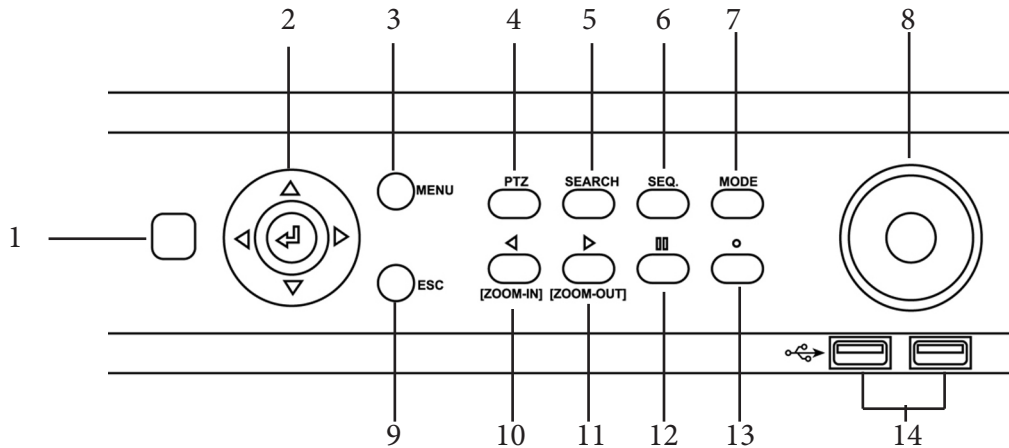 2 3 4 5 6 7 8
PTZ SEARCH SEQ. MODE
MENU
1
ESC
[ZOOM-IN] [ZOOM-OUT]
9 10 11 12 13 14